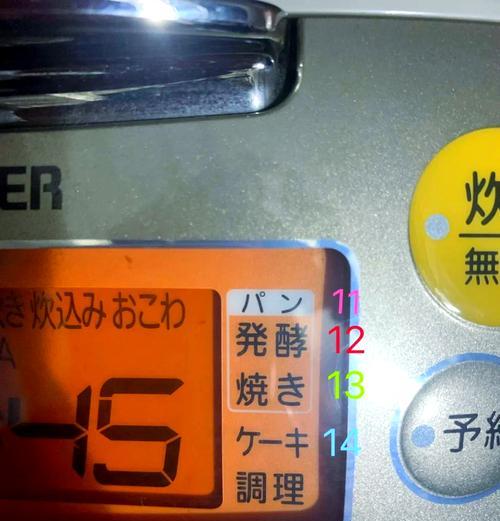 ER
炊
無
き 炊込み おこわ
パン 11
発酵 12
焼き 13
45
ケーキ 14
予約
調理